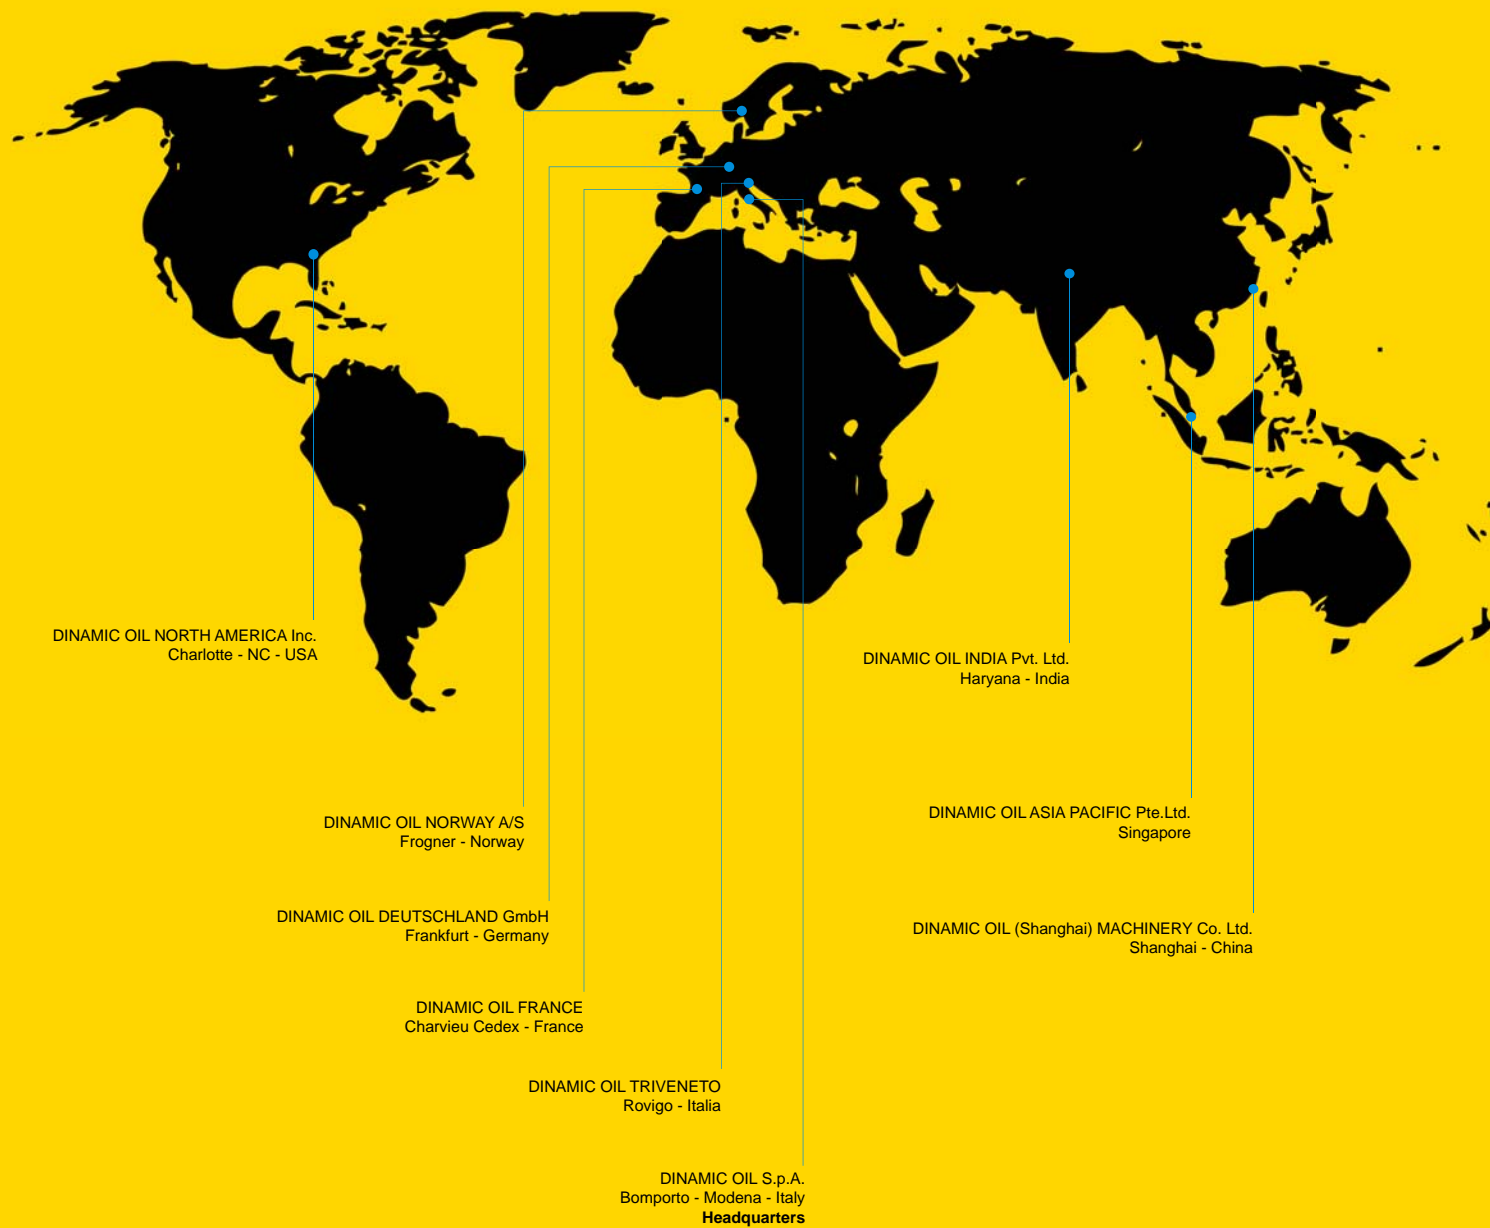 DINAMIC OIL NORTH AMERICA Inc.
Charlotte - NC - USA
DINAMIC OIL INDIA Pvt. Ltd.
Haryana - India
DINAMIC OIL NORWAY A/S
Frogner - Norway
DINAMIC OIL ASIA PACIFIC Pte.Ltd.
Singapore
DINAMIC OIL DEUTSCHLAND GmbH
Frankfurt - Germany
DINAMIC OIL (Shanghai) MACHINERY Co. Ltd.
Shanghai - China
DINAMIC OIL FRANCE
Charvieu Cedex - France
DINAMIC OIL TRIVENETO
Rovigo - Italia
DINAMIC OIL S.p.A.
Bomporto - Modena - Italy
Headquarters